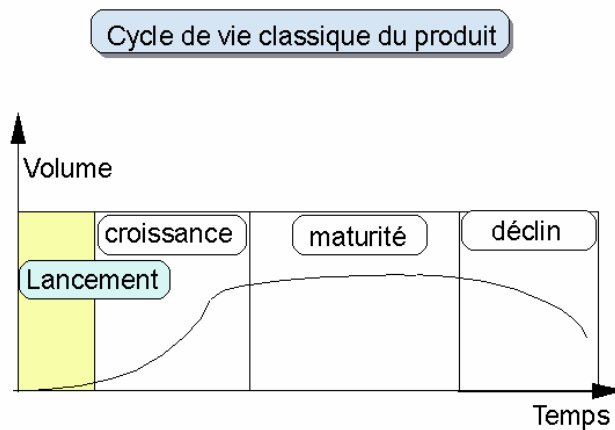 Cycle de vie classique du produit
Volume
croissance
maturité
déclin
Lancement
Temps